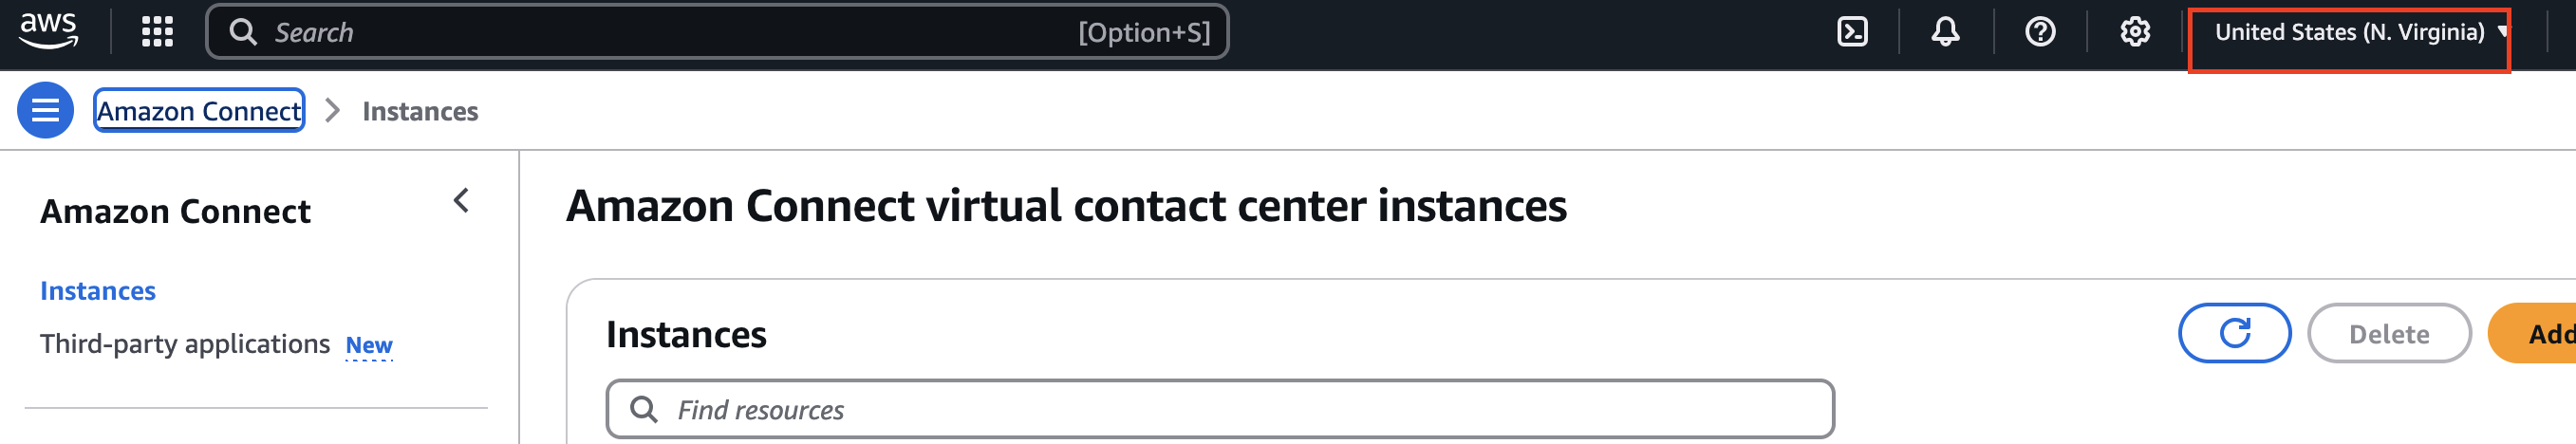 aws
Search [Option+S] United States (N. Virginia)
Amazon Connect Instances
Amazon Connect
Instances
Third-party applications New
Amazon Connect virtual contact center instances
Instances Delete Add
Find resources